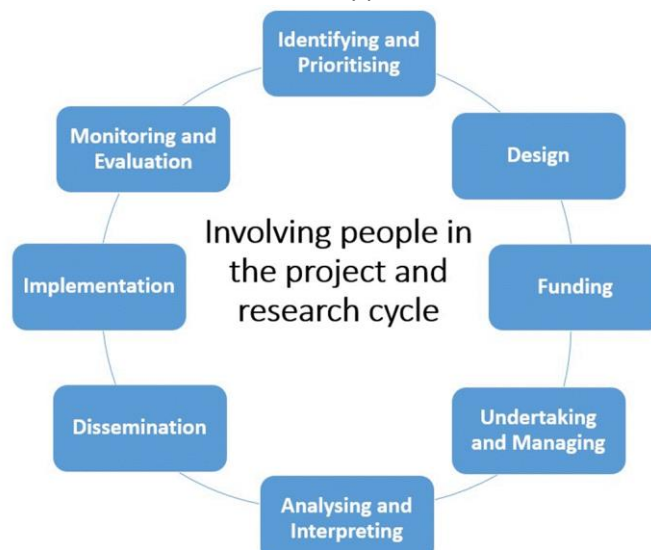 Identifying and
Prioritising
Design
Funding
Undertaking
and Managing
Analysing and
Interpreting
Dissemination
Implementation
Monitoring and
Evaluation
Involving people in
the project and
research cycle